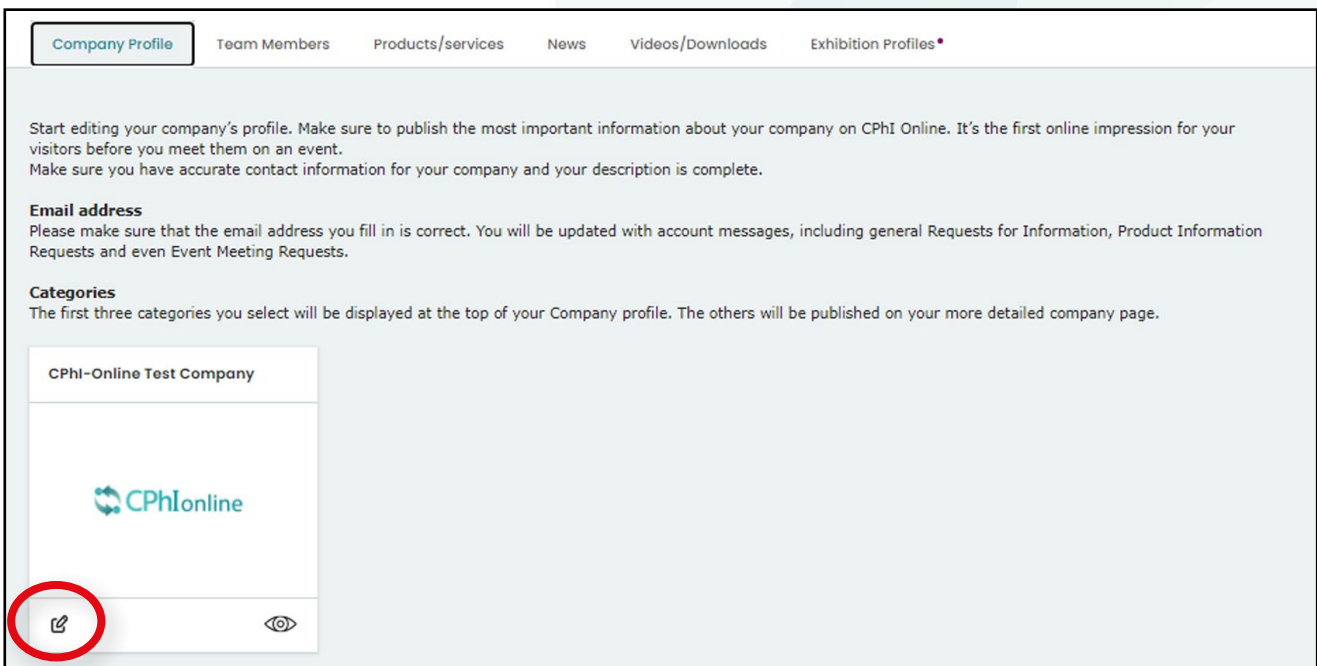 Company Profile Team Members Products/services News Videos/Downloads Exhibition Profiles•
Start editing your company's profile. Make sure to publish the most important information about your company on CPhI Online. It's the first online impression for your
visitors before you meet them on an event.
Make sure you have accurate contact information for your company and your description is complete.
Email address
Please make sure that the email address you fill in is correct. You will be updated with account messages, including general Requests for Information, Product Information
Requests and even Event Meeting Requests.
Categories
The first three categories you select will be displayed at the top of your Company profile. The others will be published on your more detailed company page.
CPhI-Online Test Company
CPhIonline